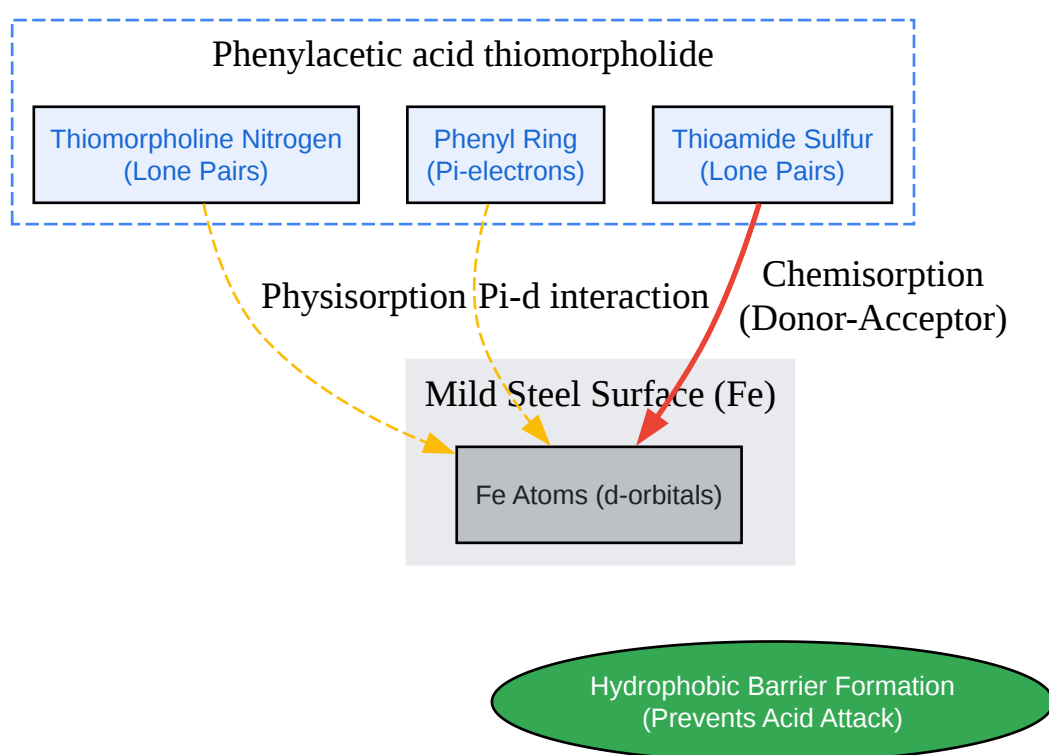 Phenylacetic acid thiomorpholide
Thiomorpholine Nitrogen
(Lone Pairs)
Phenyl Ring
(Pi-electrons)
Thioamide Sulfur
(Lone Pairs)
Physisorption
Pi-d interaction
Chemisorption
(Donor-Acceptor)
Mild Steel Surface (Fe)
Fe Atoms (d-orbitals)
Hydrophobic Barrier Formation
(Prevents Acid Attack)